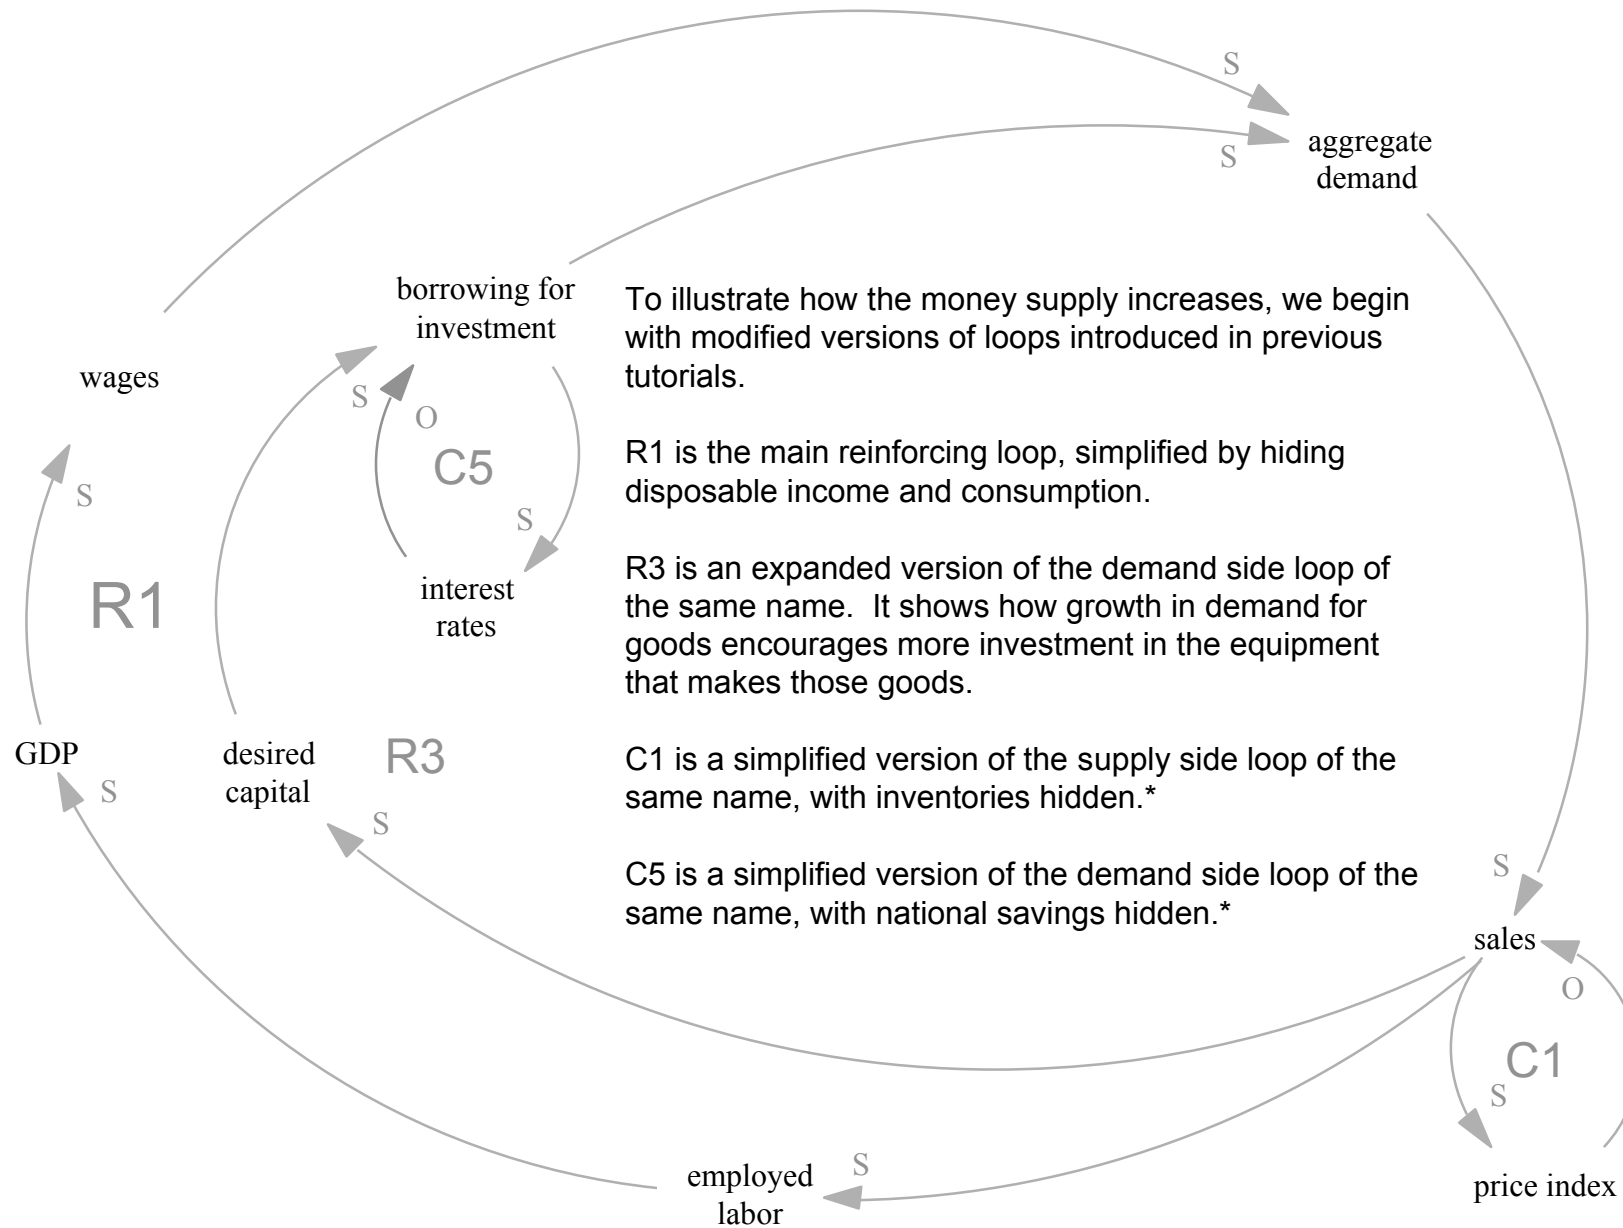 S
S
aggregate
demand
borrowing for
investment
wages
S
O
C5
S
S
interest
rates
R1
To illustrate how the money supply increases, we begin
with modified versions of loops introduced in previous
tutorials.
R1 is the main reinforcing loop, simplified by hiding
disposable income and consumption.
R3 is an expanded version of the demand side loop of
the same name.  It shows how growth in demand for
goods encourages more investment in the equipment
that makes those goods.
C1 is a simplified version of the supply side loop of the
same name, with inventories hidden.*
C5 is a simplified version of the demand side loop of the
same name, with national savings hidden.*
GDP
S
desired
capital
R3
S
S
sales
O
C1
S
price index
S
employed
labor